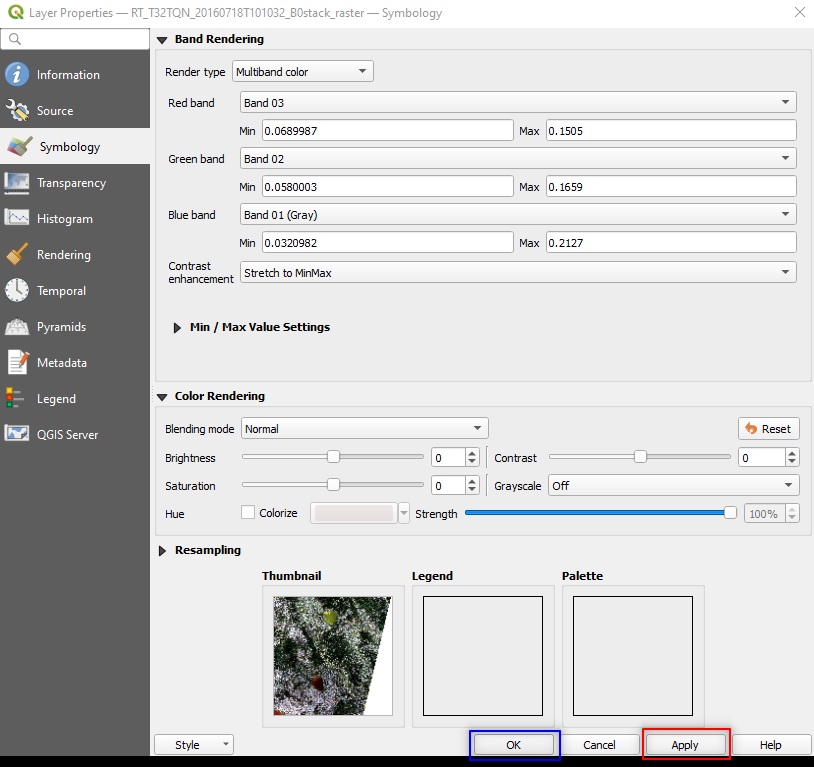 Layer Properties — RT_T32TQN_20160718T101032_B0stack_raster — Symbology
Information
Source
Symbology
Transparency
Histogram
Rendering
Temporal
Pyramids
Metadata
Legend
QGIS Server
Band Rendering
Render type Multiband color
Red band Band 03
Min 0.0689987 Max 0.1505
Green band Band 02
Min 0.0580003 Max 0.1659
Blue band Band 01 (Gray)
Min 0.0320982 Max 0.2127
Contrast
enhancement Stretch to MinMax
Min / Max Value Settings
Color Rendering
Blending mode Normal Reset
Brightness 0 Contrast 0
Saturation 0 Grayscale Off
Hue Colorize Strength 100%
Resampling
Thumbnail Legend Palette
Style OK Cancel Apply Help